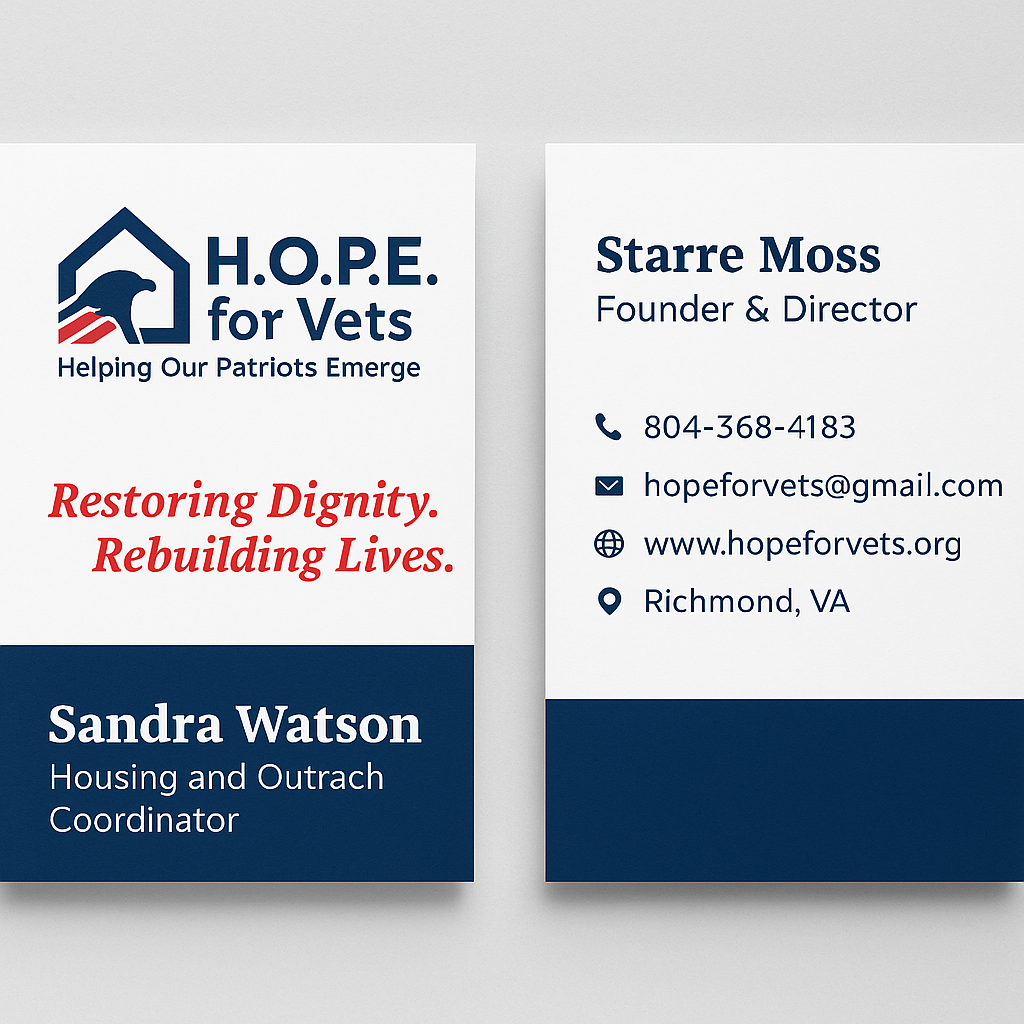 H.O.P.E.
for Vets
Helping Our Patriots Emerge
Restoring Dignity.
Rebuilding Lives.
Sandra Watson
Housing and Outrach
Coordinator
Starre Moss
Founder & Director
804-368-4183
hopeforvets@gmail.com
www.hopeforvets.org
Richmond, VA